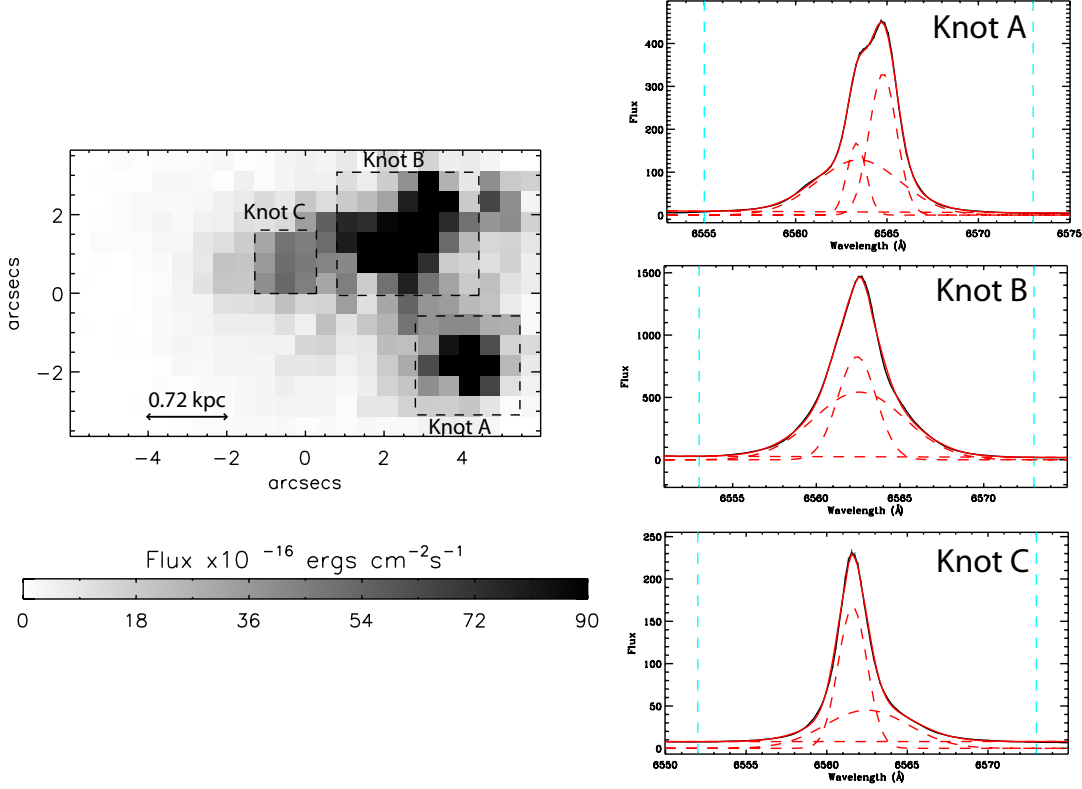 Knot B
Knot C
Knot A
0.72 kpc
arcsecs
2
0
−2
−4 −2 0 2 4
arcsecs
Flux x10 −16 ergs cm−2s−1
0 18 36 54 72 90
Knot A
Flux
400
300
200
100
0
6555 6560 6565 6570 6575
Wavelength (Å)
Knot B
Flux
1500
1000
500
0
6555 6560 6565 6570
Wavelength (Å)
Knot C
Flux
250
200
150
100
50
0
6550 6555 6560 6565 6570
Wavelength (Å)